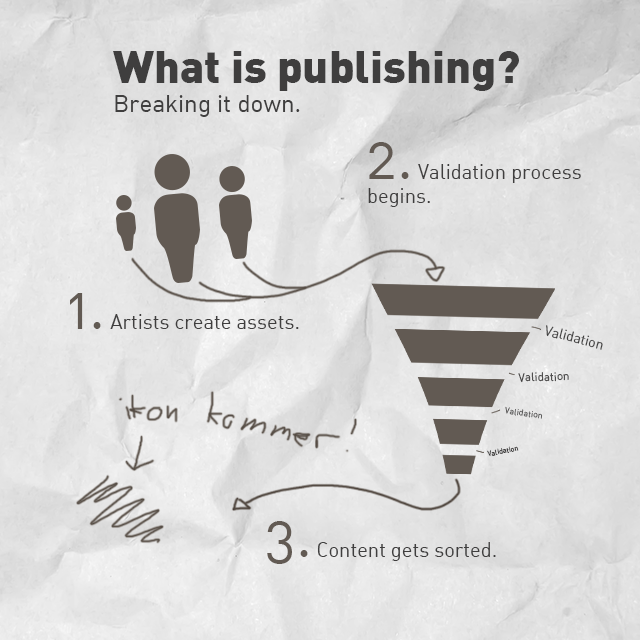 What is publishing?
Breaking it down.
2. Validation process
begins.
1. Artists create assets.
Validation
Validation
Validation
Validation
ikon kommer!
3. Content gets sorted.